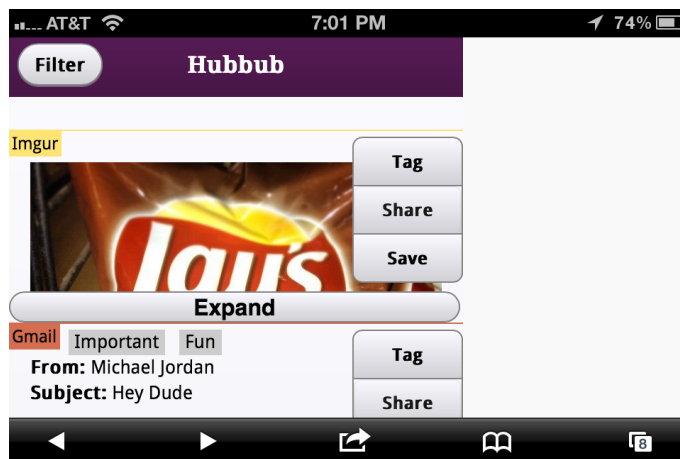 AT&T 7:01 PM 74%
Filter Hubbub
Imgur
Tag
Share
Save
Lay's
Expand
Gmail Important Fun
From: Michael Jordan
Subject: Hey Dude
Tag
Share
8